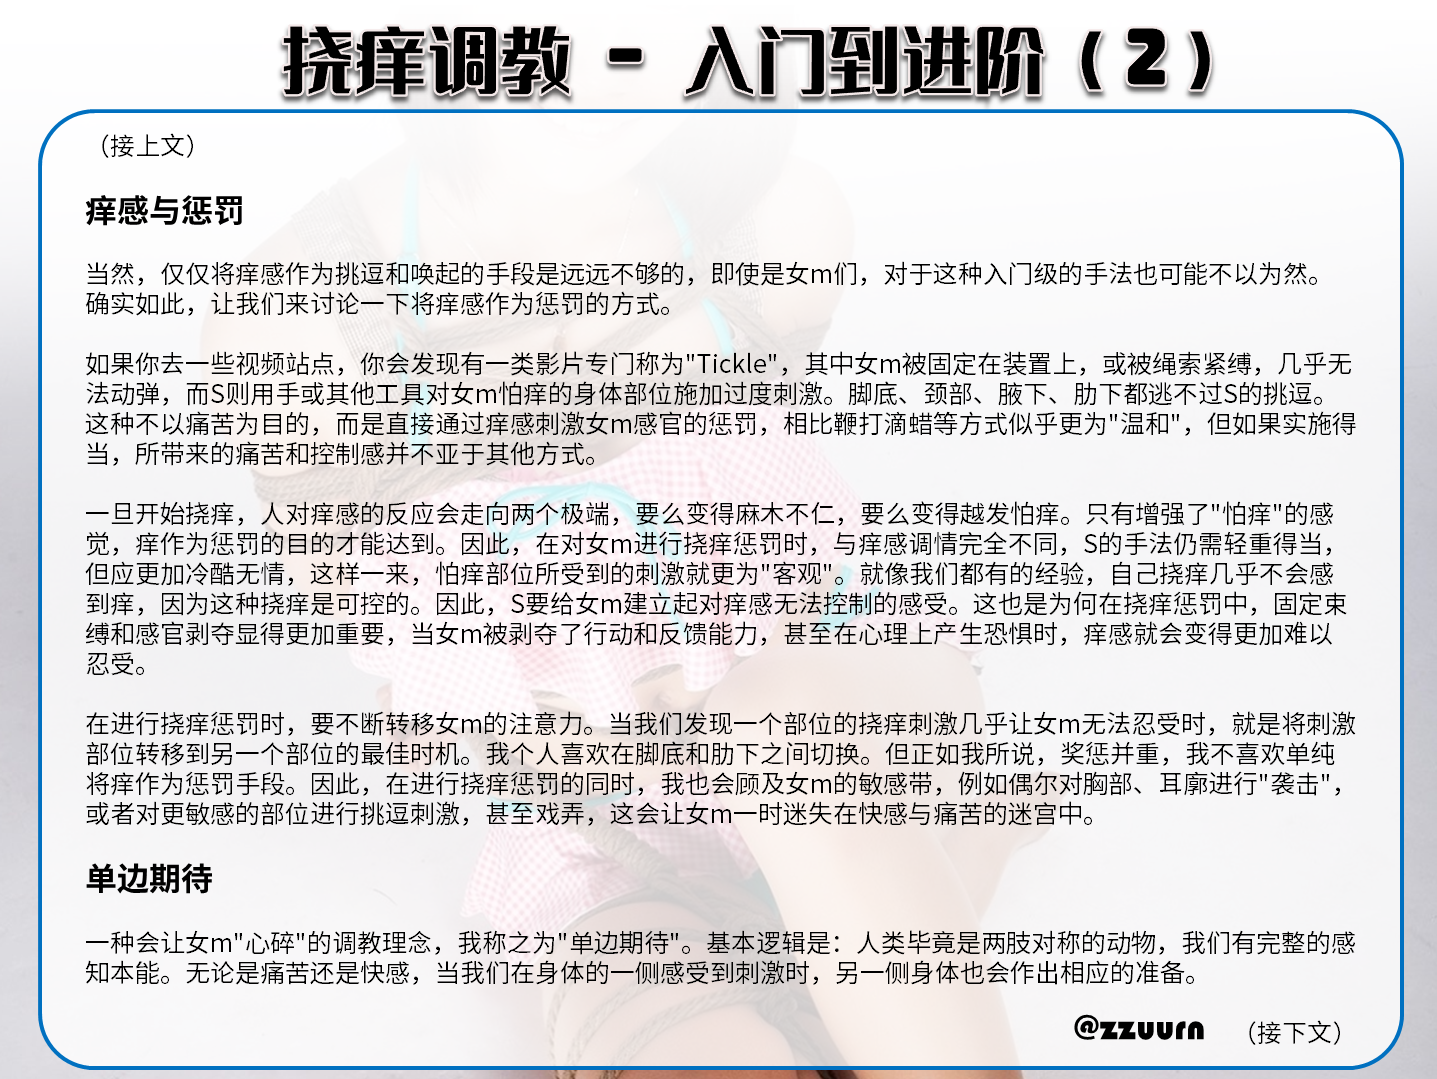 挠痒调教 - 入门到进阶（2）
（接上文）
痒感与惩罚
当然，仅仅将痒感作为挑逗和唤起的手段是远远不够的，即使是女m们，对于这种入门级的手法也可能不以为然。
确实如此，让我们来讨论一下将痒感作为惩罚的方式。
如果你去一些视频站点，你会发现有一类影片专门称为"Tickle"，其中女m被固定在装置上，或被绳索紧缚，几乎无
法动弹，而S则用手或其他工具对女m怕痒的身体部位施加过度刺激。脚底、颈部、腋下、肋下都逃不过S的挑逗。
这种不以痛苦为目的，而是直接通过痒感刺激女m感官的惩罚，相比鞭打滴蜡等方式似乎更为"温和"，但如果实施得
当，所带来的痛苦和控制感并不亚于其他方式。
一旦开始挠痒，人对痒感的反应会走向两个极端，要么变得麻木不仁，要么变得越发怕痒。只有增强了"怕痒"的感
觉，痒作为惩罚的目的才能达到。因此，在对女m进行挠痒惩罚时，与痒感调情完全不同，S的手法仍需轻重得当，
但应更加冷酷无情，这样一来，怕痒部位所受到的刺激就更为"客观"。就像我们都有的经验，自己挠痒几乎不会感
到痒，因为这种挠痒是可控的。因此，S要给女m建立起对痒感无法控制的感受。这也是为何在挠痒惩罚中，固定束
缚和感官剥夺显得更加重要，当女m被剥夺了行动和反馈能力，甚至在心理上产生恐惧时，痒感就会变得更加难以
忍受。
在进行挠痒惩罚时，要不断转移女m的注意力。当我们发现一个部位的挠痒刺激几乎让女m无法忍受时，就是将刺激
部位转移到另一个部位的最佳时机。我个人喜欢在脚底和肋下之间切换。但正如我所说，奖惩并重，我不喜欢单纯
将痒作为惩罚手段。因此，在进行挠痒惩罚的同时，我也会顾及女m的敏感带，例如偶尔对胸部、耳廓进行"袭击"，
或者对更敏感的部位进行挑逗刺激，甚至戏弄，这会让女m一时迷失在快感与痛苦的迷宫中。
单边期待
一种会让女m"心碎"的调教理念，我称之为"单边期待"。基本逻辑是：人类毕竟是两肢对称的动物，我们有完整的感
知本能。无论是痛苦还是快感，当我们在身体的一侧感受到刺激时，另一侧身体也会作出相应的准备。
@zzuurn （接下文）